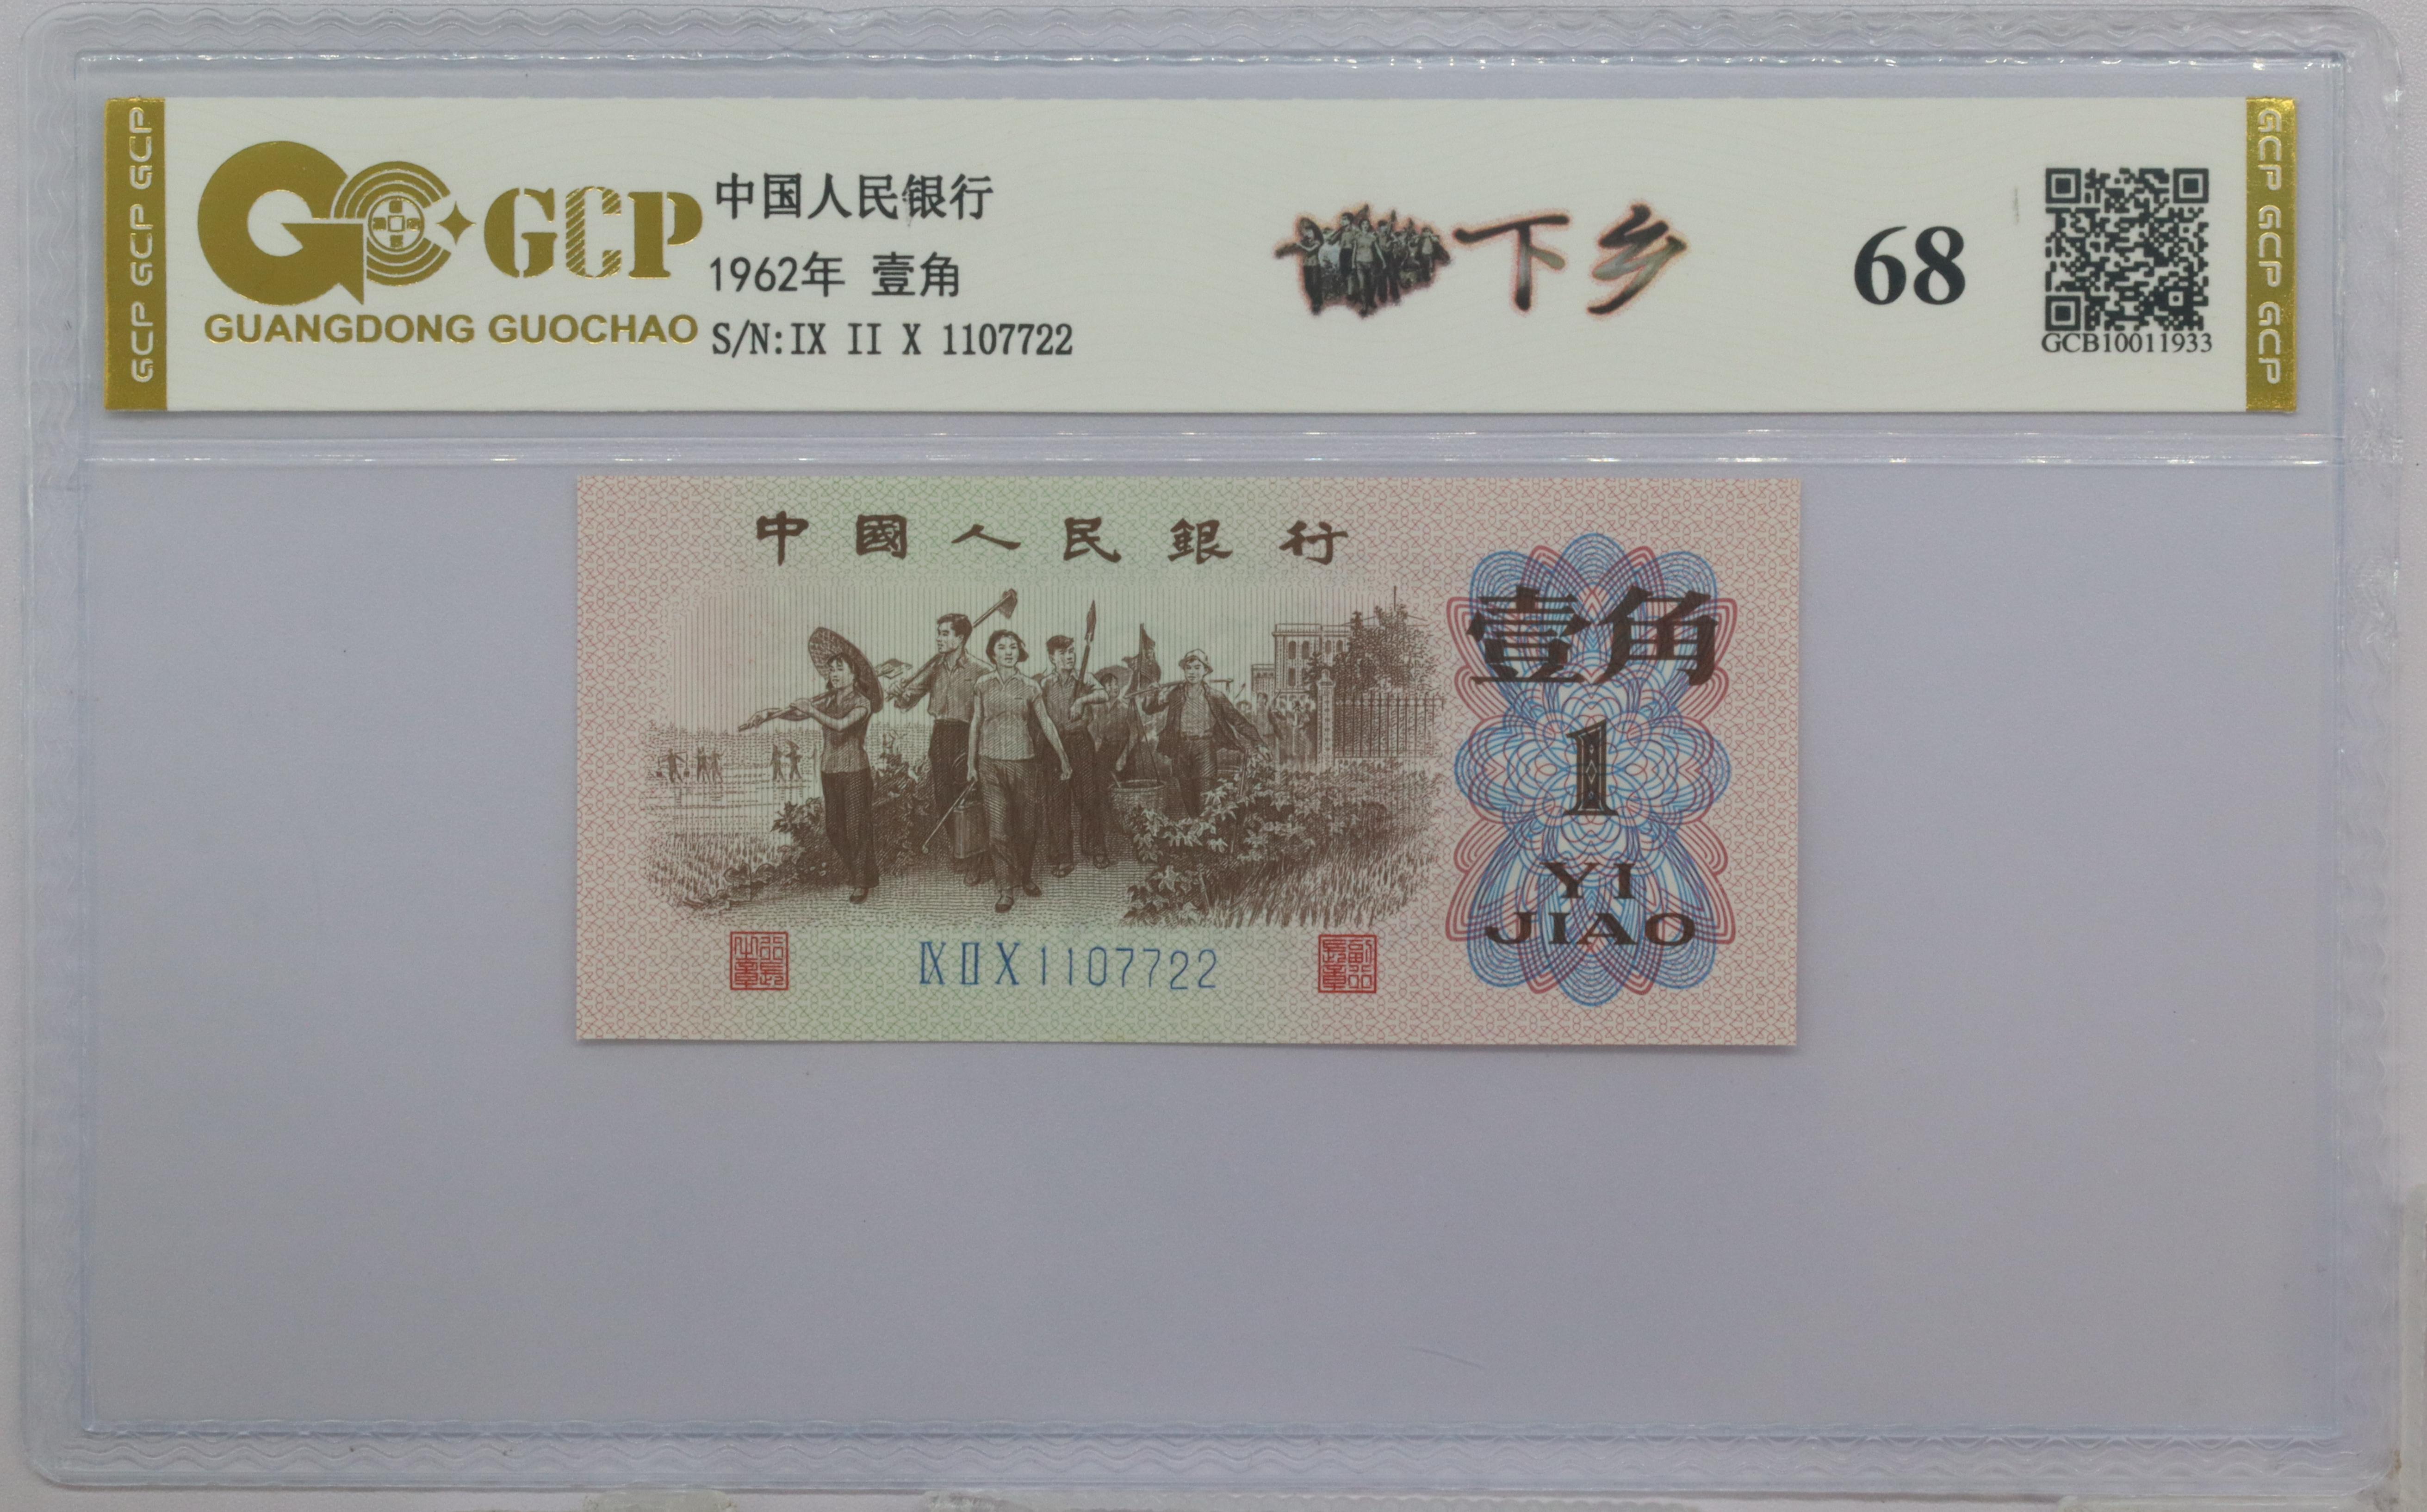 GCP GCP GCP
GCP
GUANGDONG GUOCHAO
中国人民银行
1962年 壹角
S/N:IX II X 1107722
下乡
68
GCB10011933
GCP GCP GCP
中國人民銀行
壹角
1
YI
JIAO
IX II X 1107722